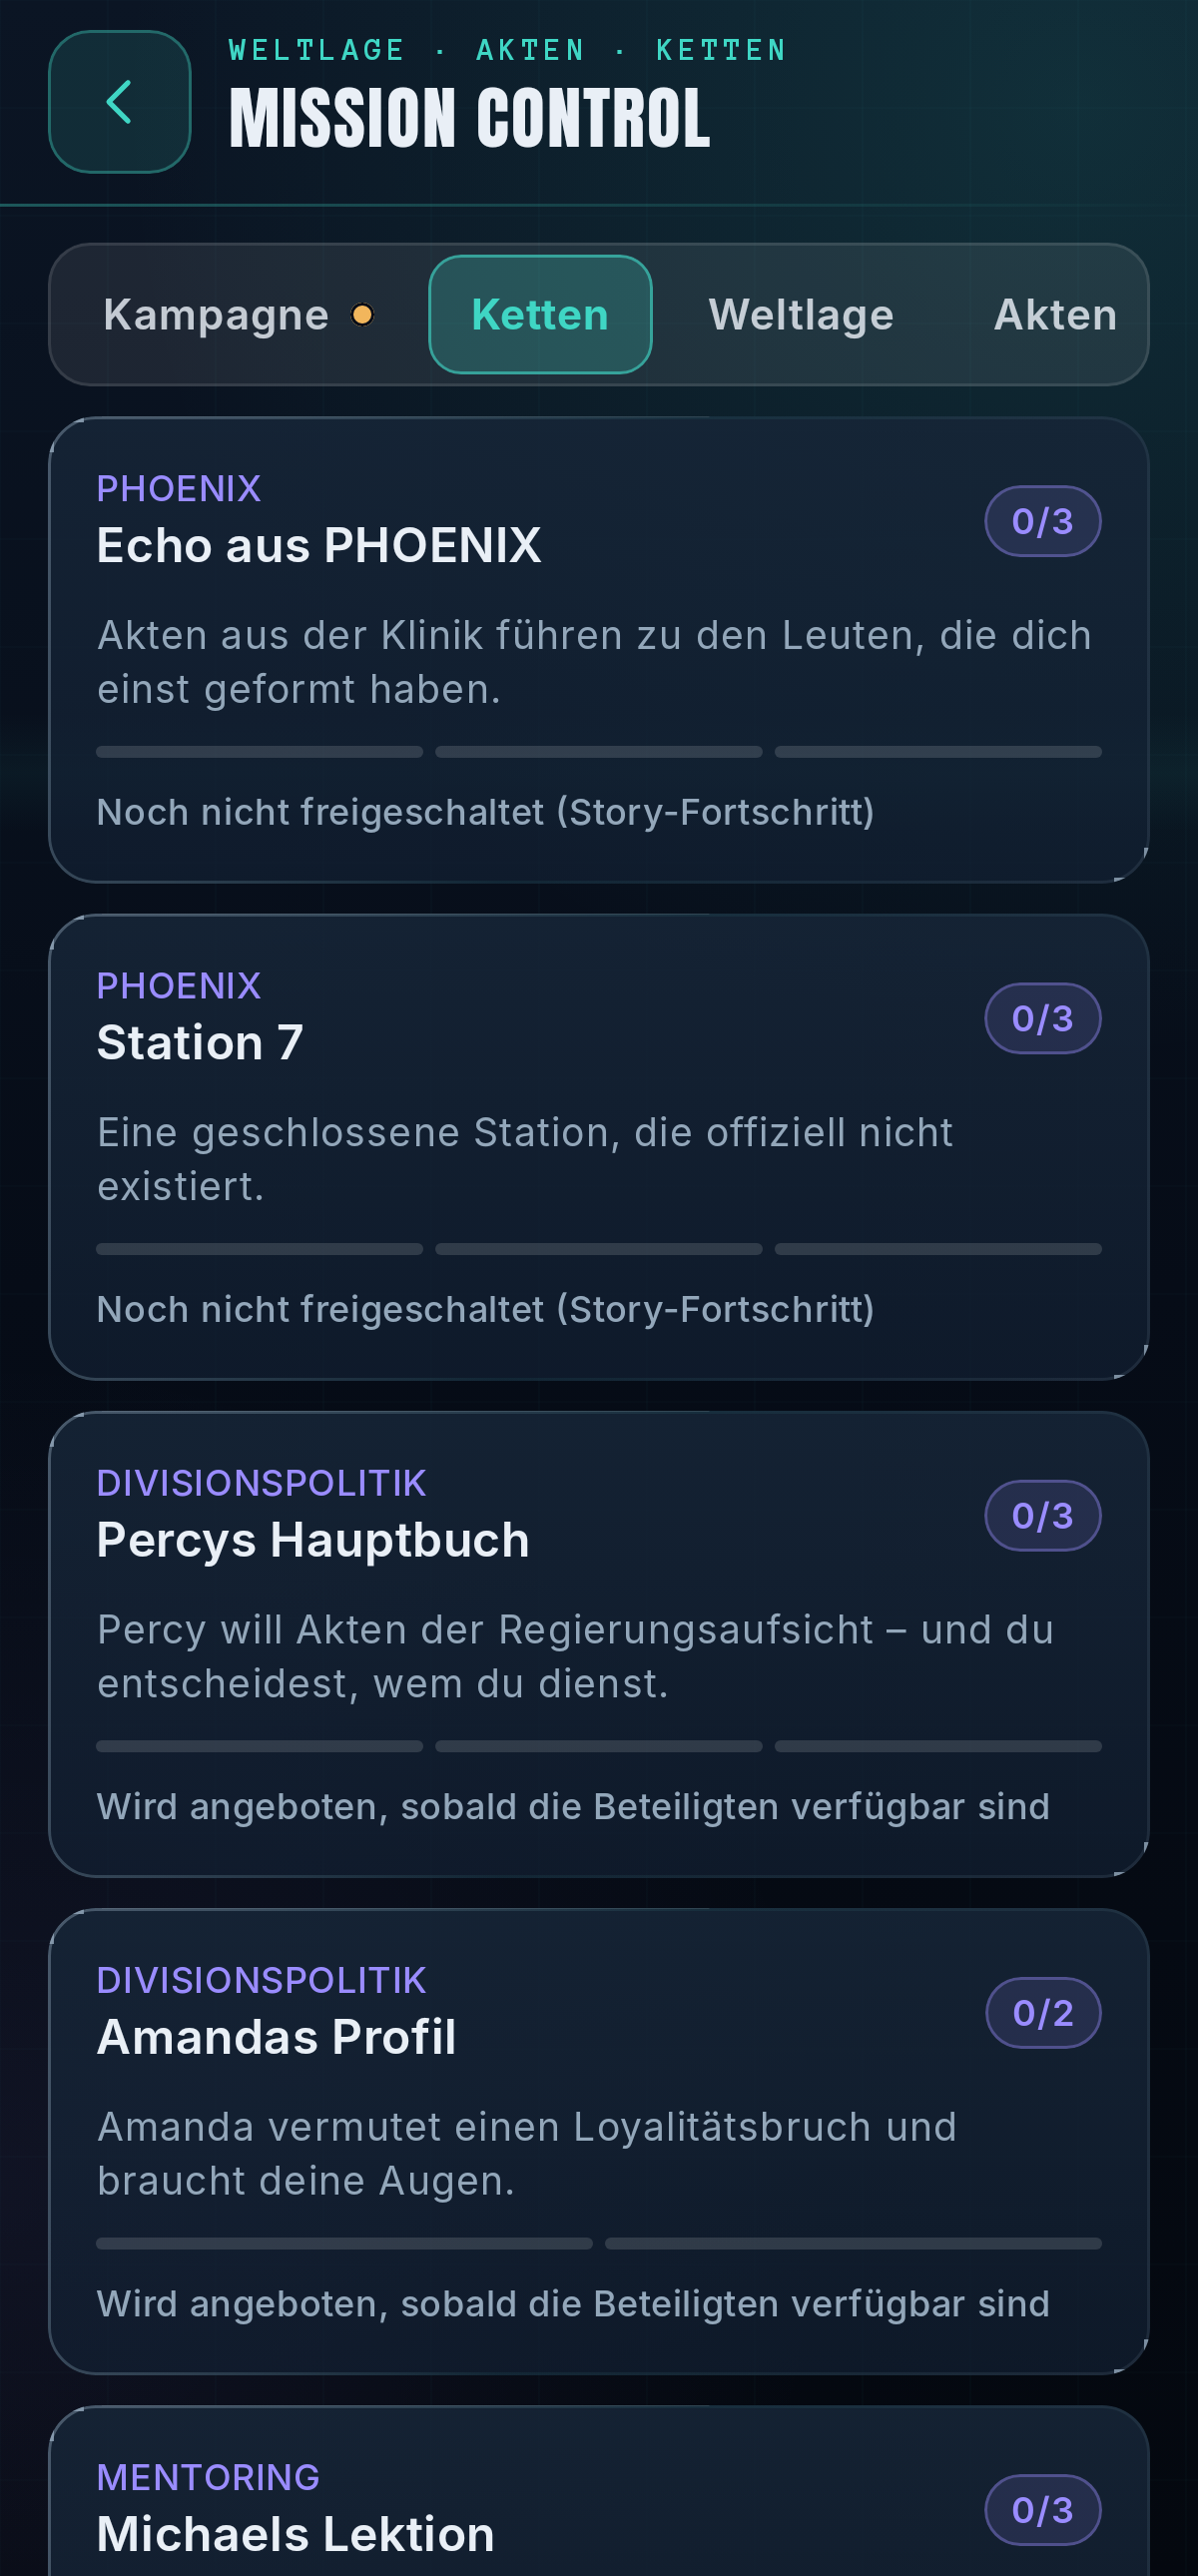 WELTLAGE · AKTEN · KETTEN
MISSION CONTROL
Kampagne Ketten Weltlage Akten
PHOENIX
Echo aus PHOENIX
0/3
Akten aus der Klinik führen zu den Leuten, die dich
einst geformt haben.
Noch nicht freigeschaltet (Story-Fortschritt)
PHOENIX
Station 7
0/3
Eine geschlossene Station, die offiziell nicht
existiert.
Noch nicht freigeschaltet (Story-Fortschritt)
DIVISIONSPOLITIK
Percys Hauptbuch
0/3
Percy will Akten der Regierungsaufsicht – und du
entscheidest, wem du dienst.
Wird angeboten, sobald die Beteiligten verfügbar sind
DIVISIONSPOLITIK
Amandas Profil
0/2
Amanda vermutet einen Loyalitätsbruch und
braucht deine Augen.
Wird angeboten, sobald die Beteiligten verfügbar sind
MENTORING
Michaels Lektion
0/3